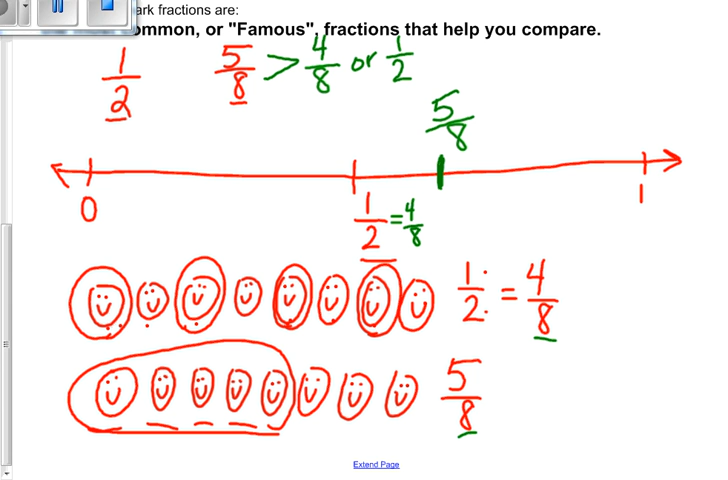 ark fractions are:
ommon, or "Famous", fractions that help you compare.
1/2 5/8 > 4/8 or 1/2
5/8
0 1/2 = 4/8 1
1/2 = 4/8
5/8
Extend Page